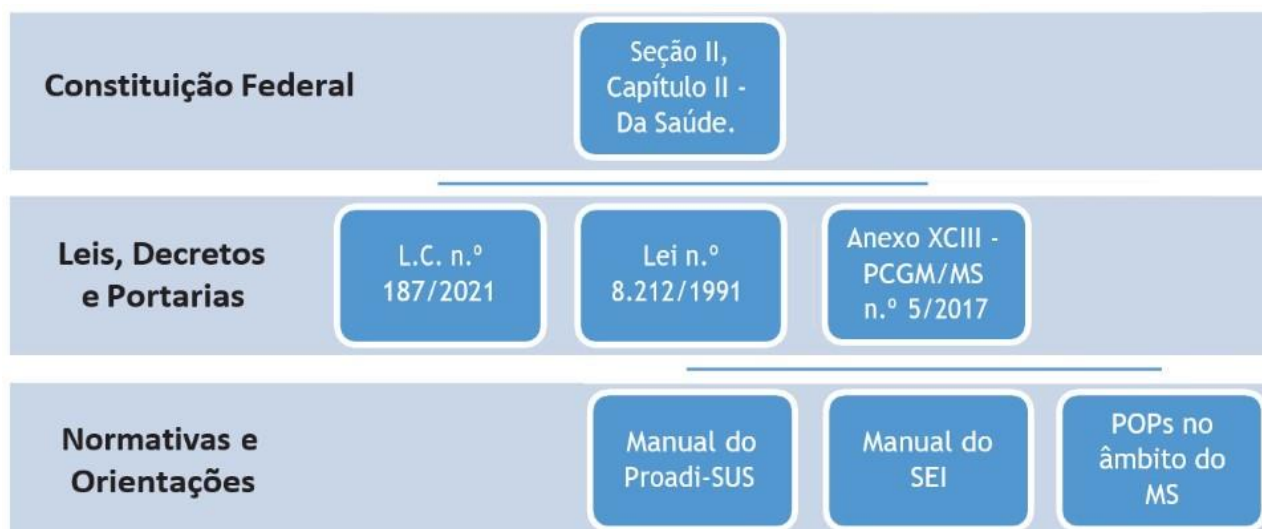 Constituição Federal
Seção II,
Capítulo II -
Da Saúde.
Leis, Decretos
e Portarias
L.C. n.º
187/2021
Lei n.º
8.212/1991
Anexo XCIII -
PCGM/MS
n.º 5/2017
Normativas e
Orientações
Manual do
Proadi-SUS
Manual do
SEI
POPs no
âmbito do
MS